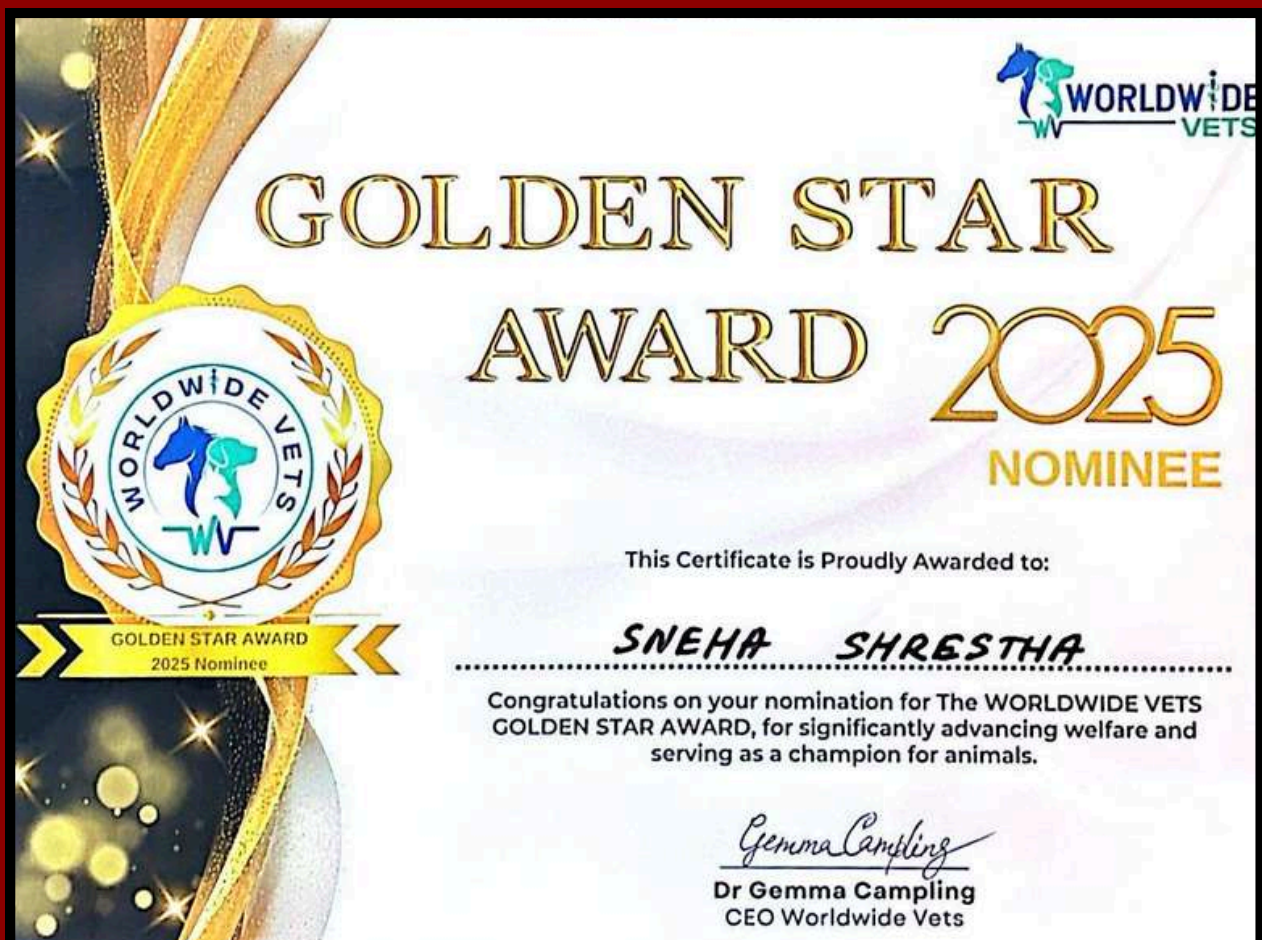 WORLDWIDE
VETS
WV
GOLDEN STAR
AWARD 2025
NOMINEE
WORLDWIDE VETS
WV
GOLDEN STAR AWARD
2025 Nominee
This Certificate is Proudly Awarded to:
SNEHA SHRESTHA
Congratulations on your nomination for The WORLDWIDE VETS
GOLDEN STAR AWARD, for significantly advancing welfare and
serving as a champion for animals.
Gemma Campling
Dr Gemma Campling
CEO Worldwide Vets